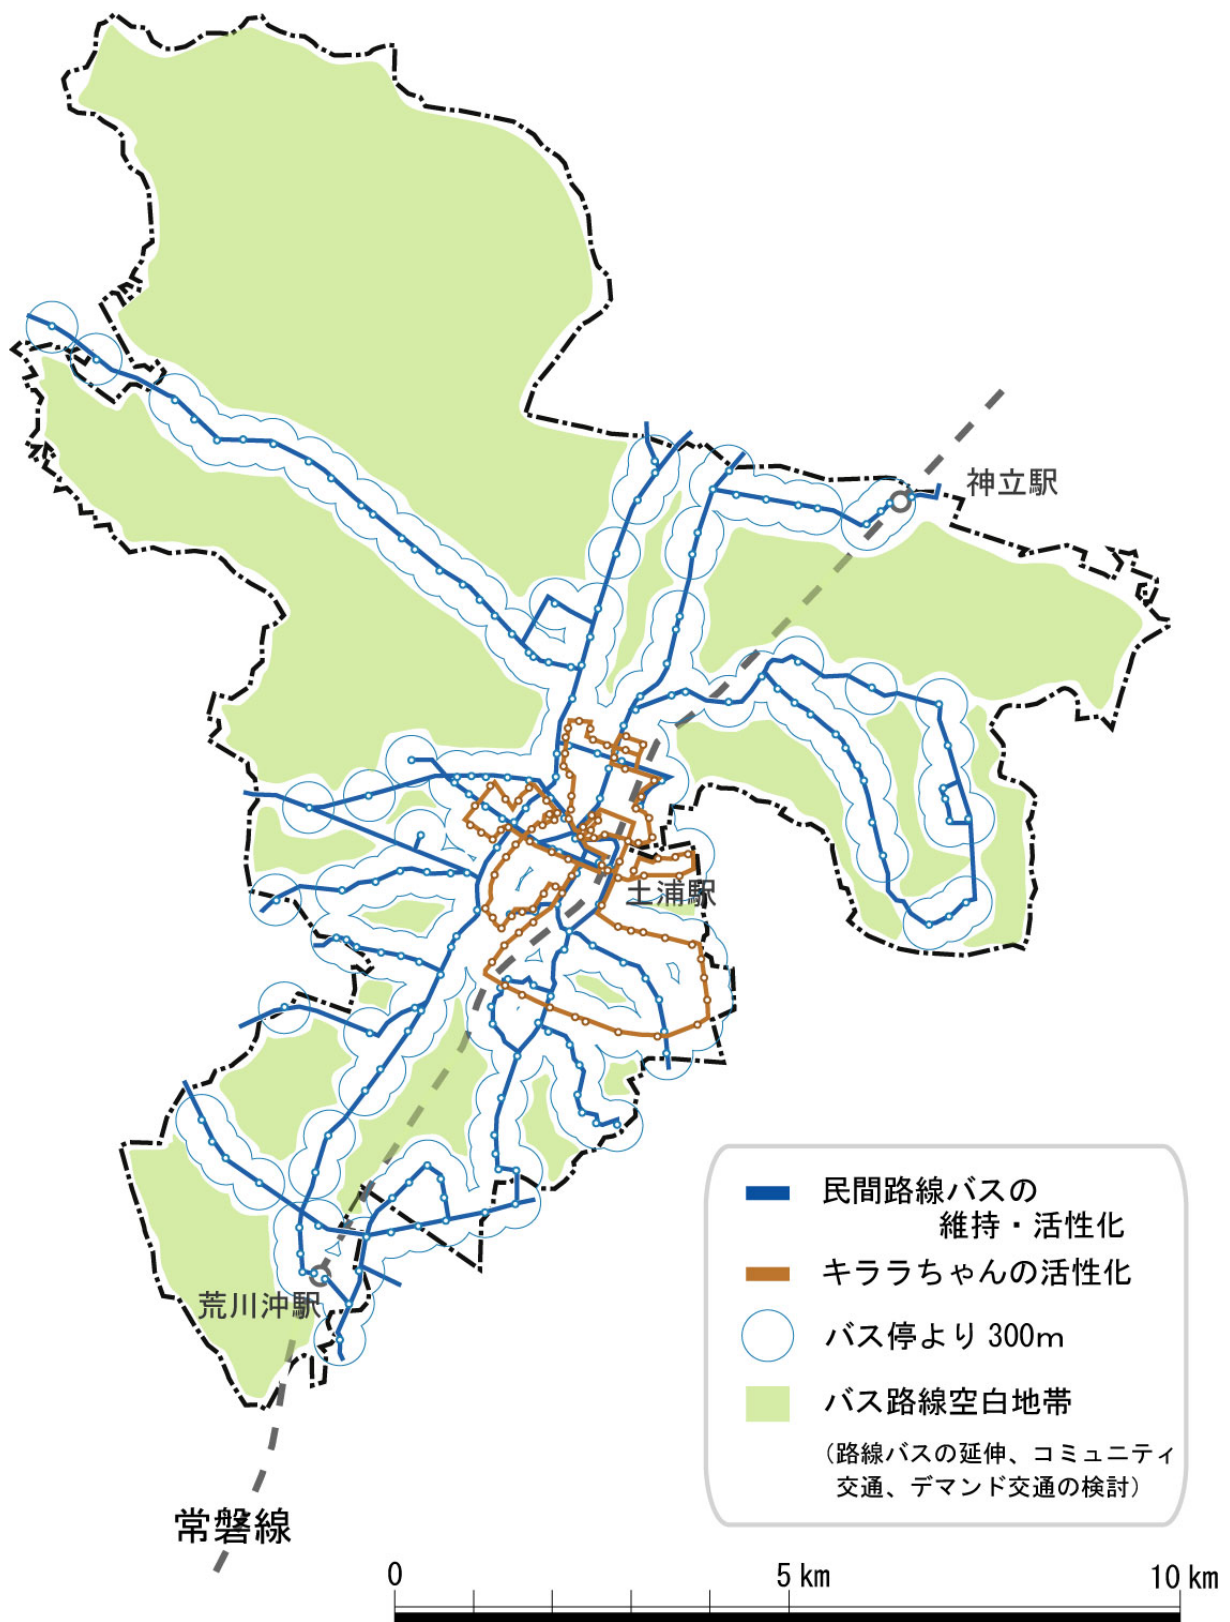 神立駅
土浦駅
民間路線バスの
維持・活性化
キララちゃんの活性化
荒川沖駅
バス停より 300m
バス路線空白地帯
（路線バスの延伸、コミュニティ
交通、デマンド交通の検討）
常磐線
0 5 km 10 km